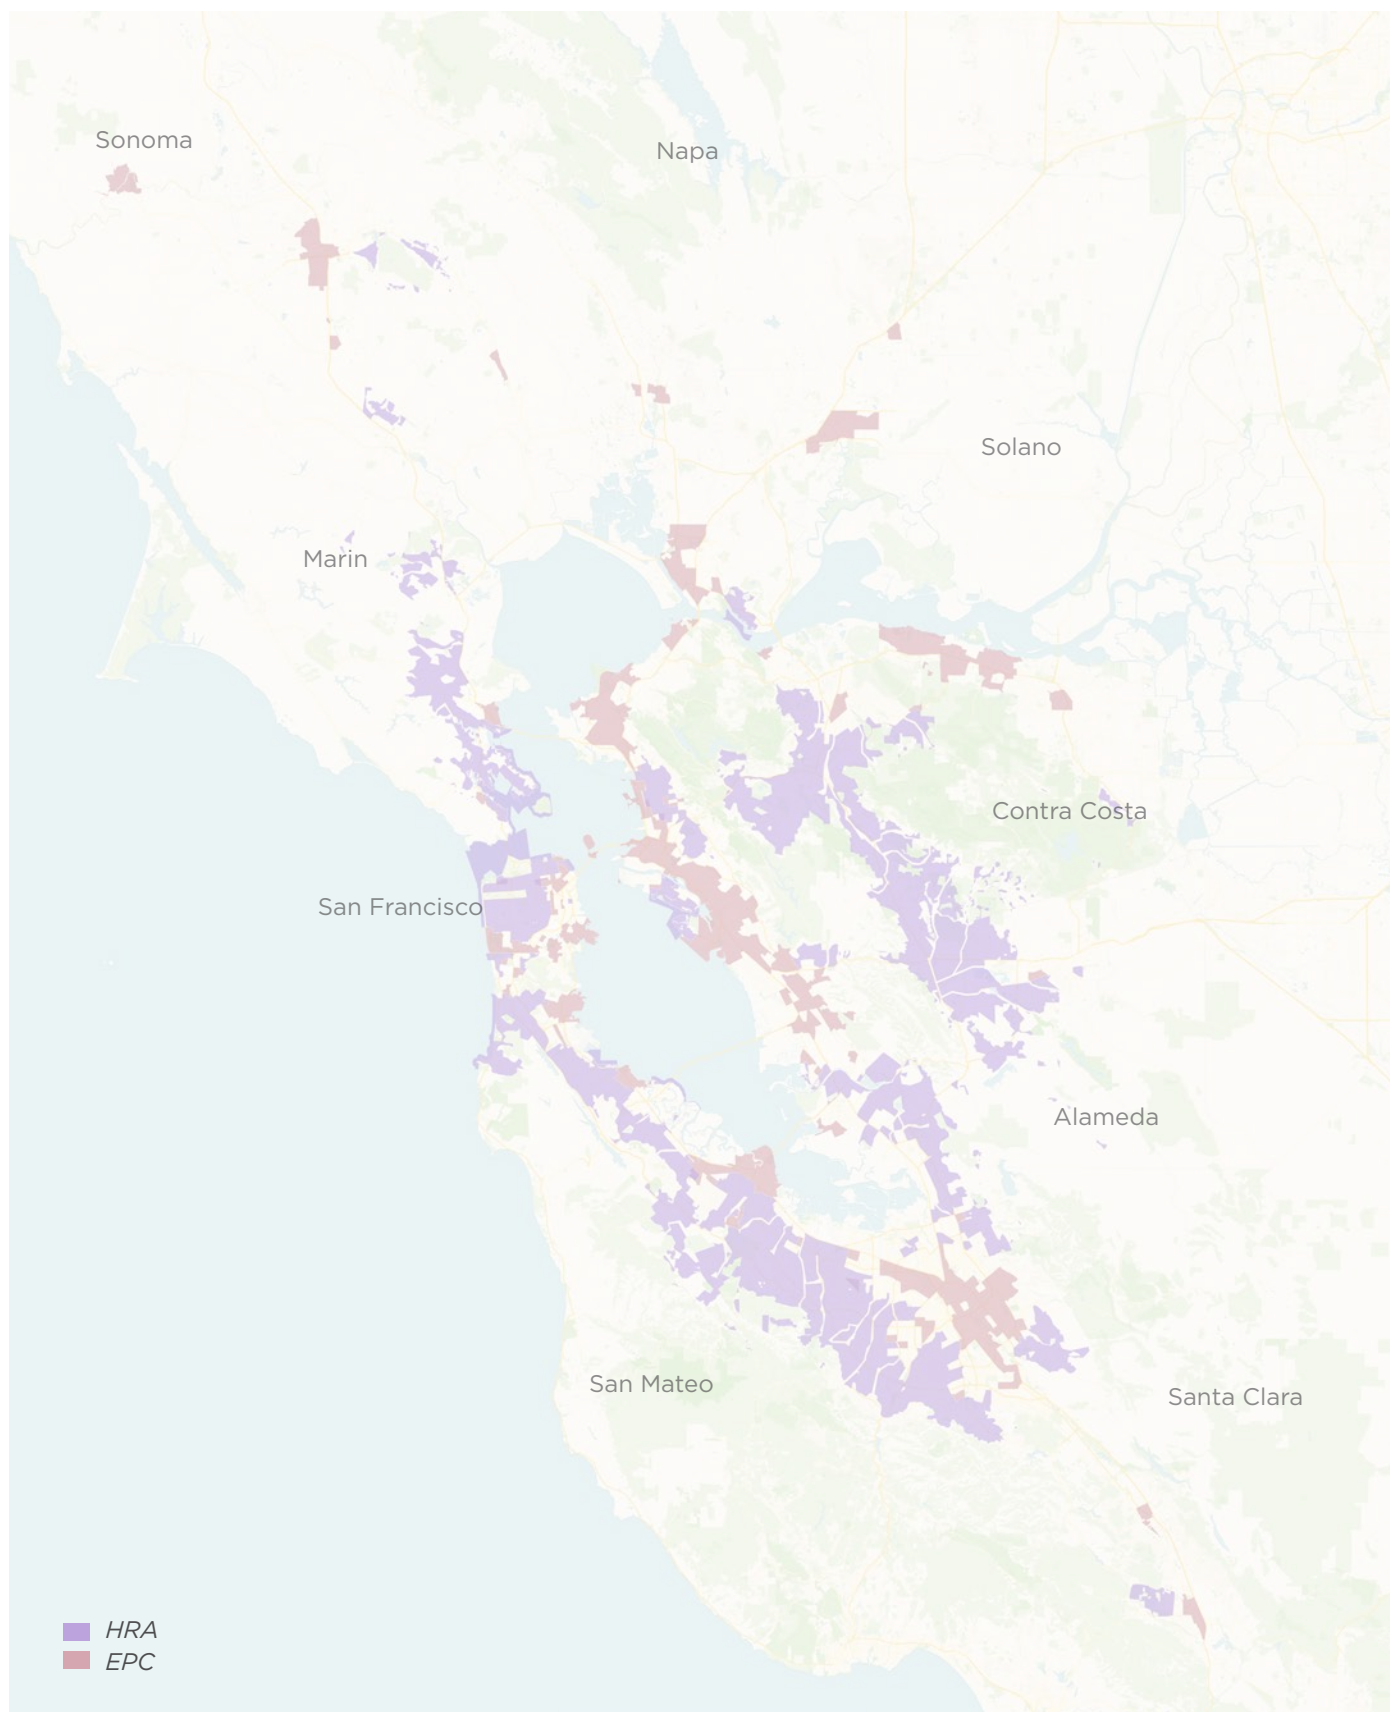 Sonoma
Napa
Solano
Marin
Contra Costa
San Francisco
Alameda
San Mateo
Santa Clara
HRA
EPC